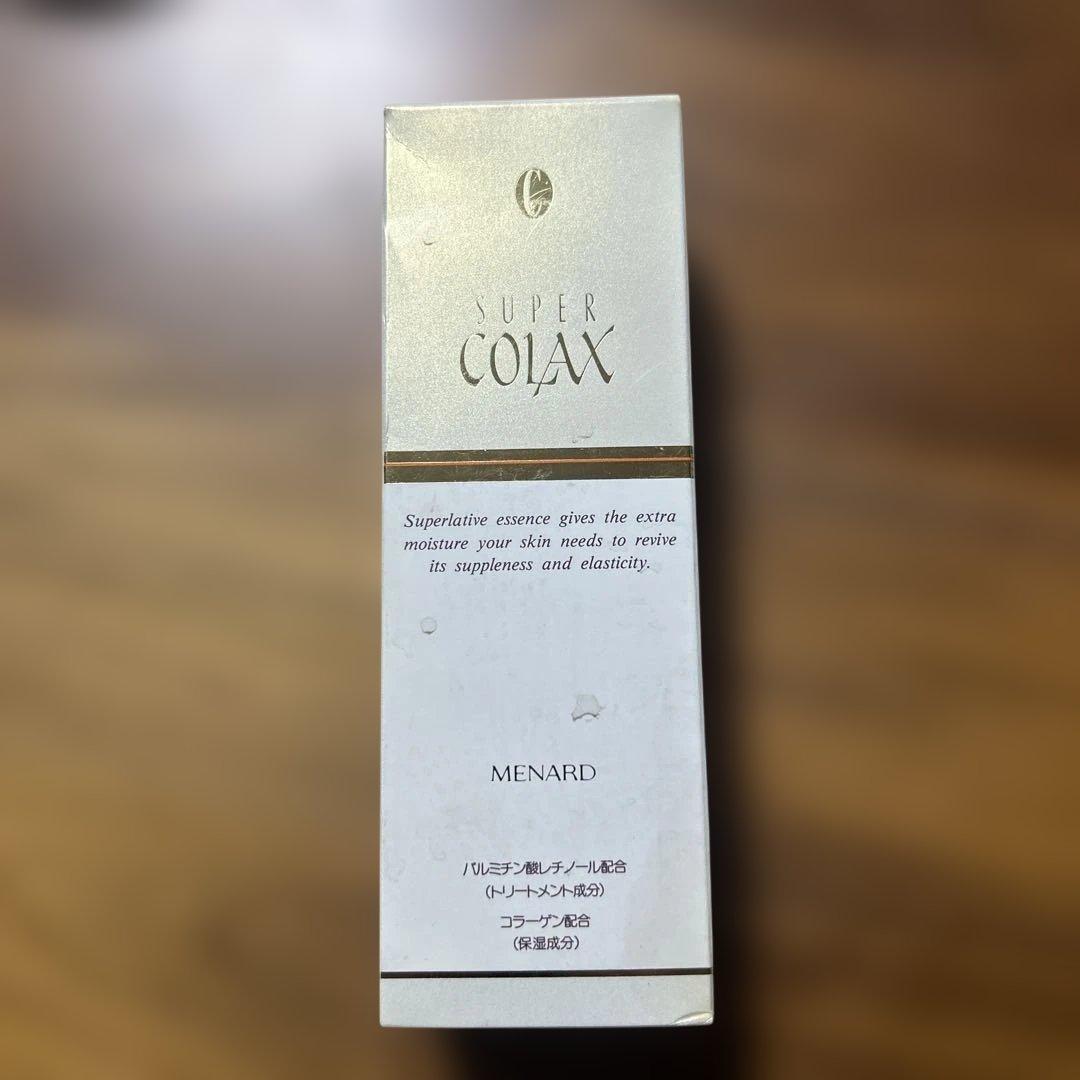 SUPER
COLAX
Superlative essence gives the extra
moisture your skin needs to revive
its suppleness and elasticity.
MENARD
パルミチン酸レチノール配合
(トリートメント成分)
コラーゲン配合
(保湿成分)